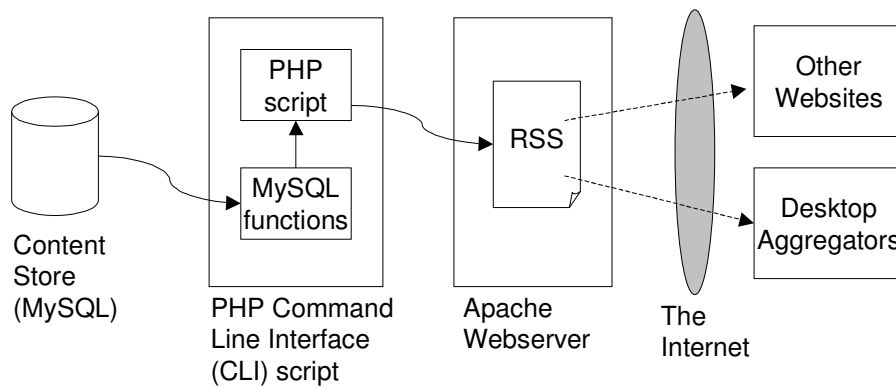 PHP
script
MySQL
functions
RSS
Other
Websites
Desktop
Aggregators
Content
Store
(MySQL)
PHP Command
Line Interface
(CLI) script
Apache
Webserver
The
Internet